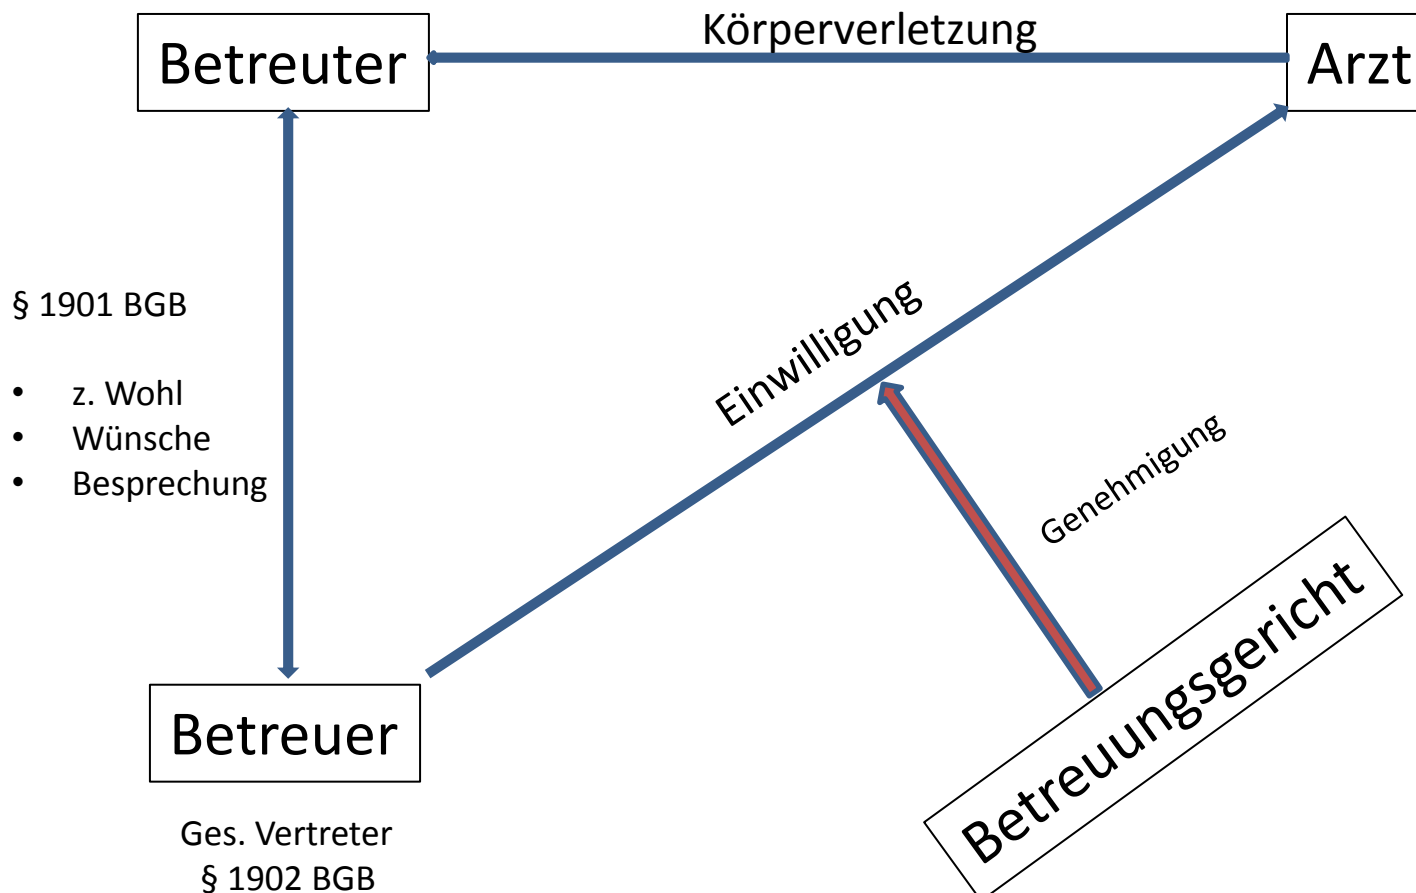 Körperverletzung
Betreuter
Arzt
§ 1901 BGB
• z. Wohl
• Wünsche
• Besprechung
Einwilligung
Genehmigung
Betreuungsgericht
Betreuer
Ges. Vertreter
§ 1902 BGB